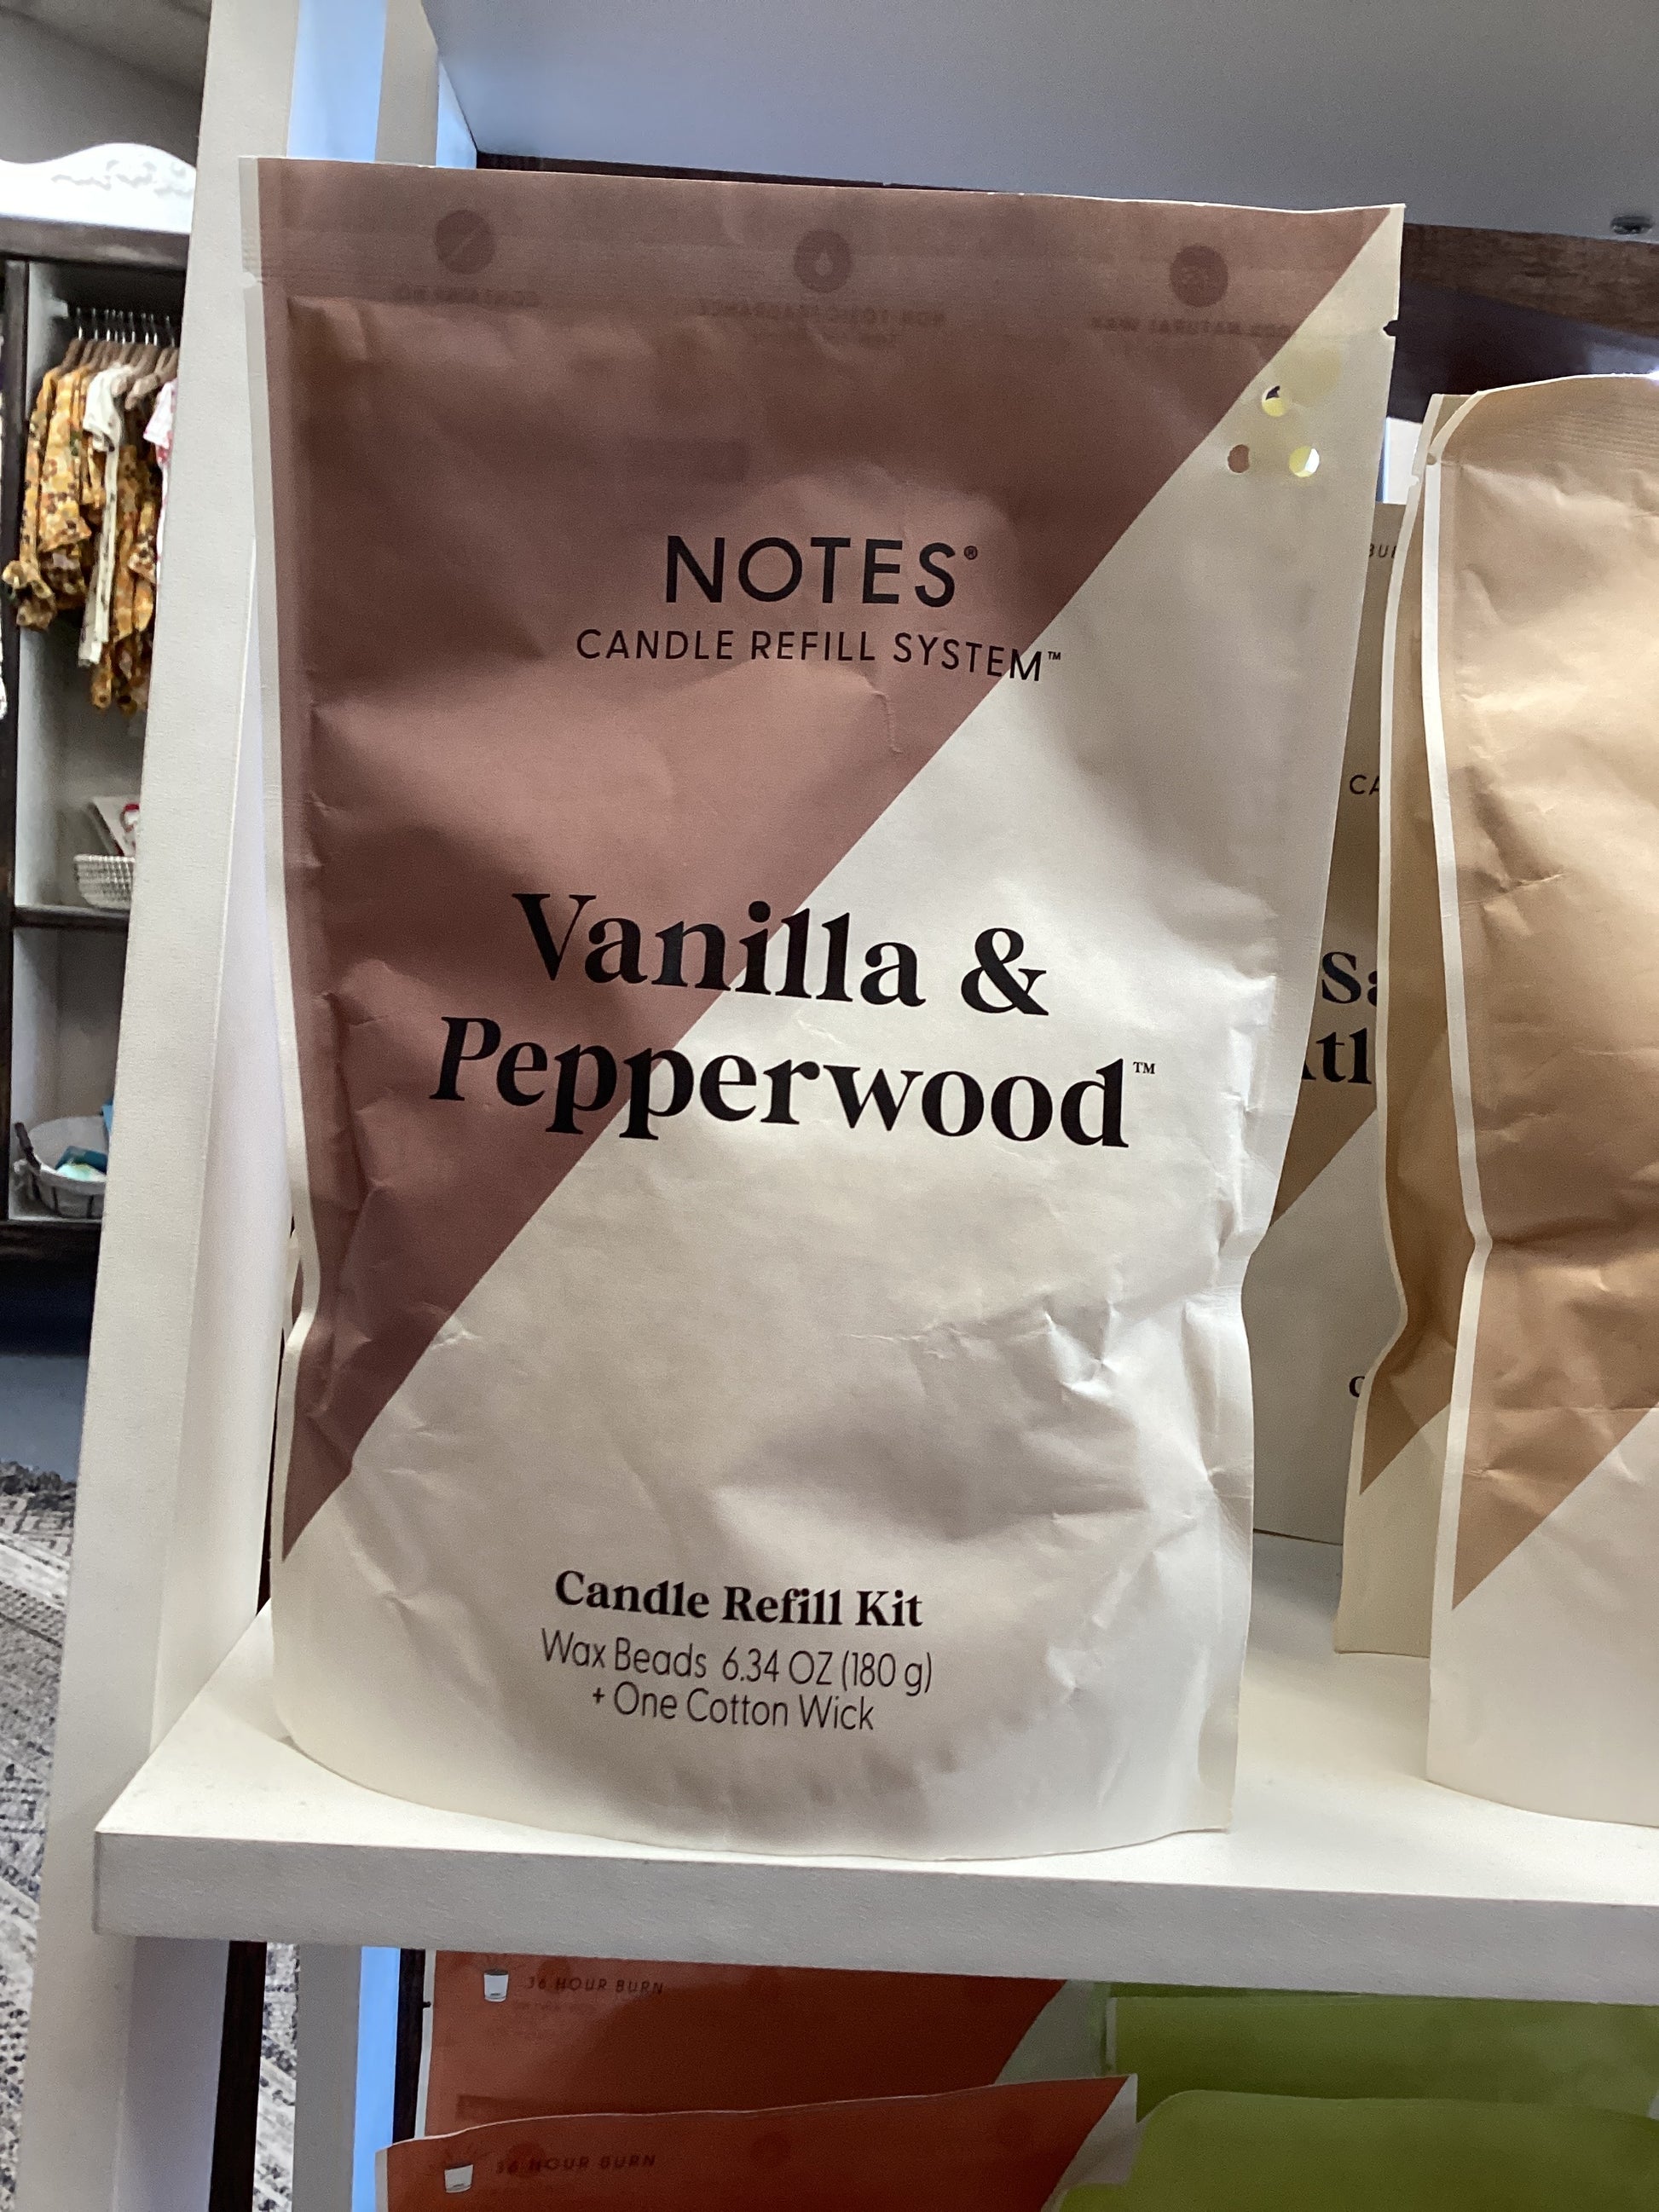 NOTES®
CANDLE REFILL SYSTEM™
Vanilla &
Pepperwood™
Candle Refill Kit
Wax Beads 6.34 OZ (180 g)
+ One Cotton Wick
36 HOUR BURN
36 HOUR BURN